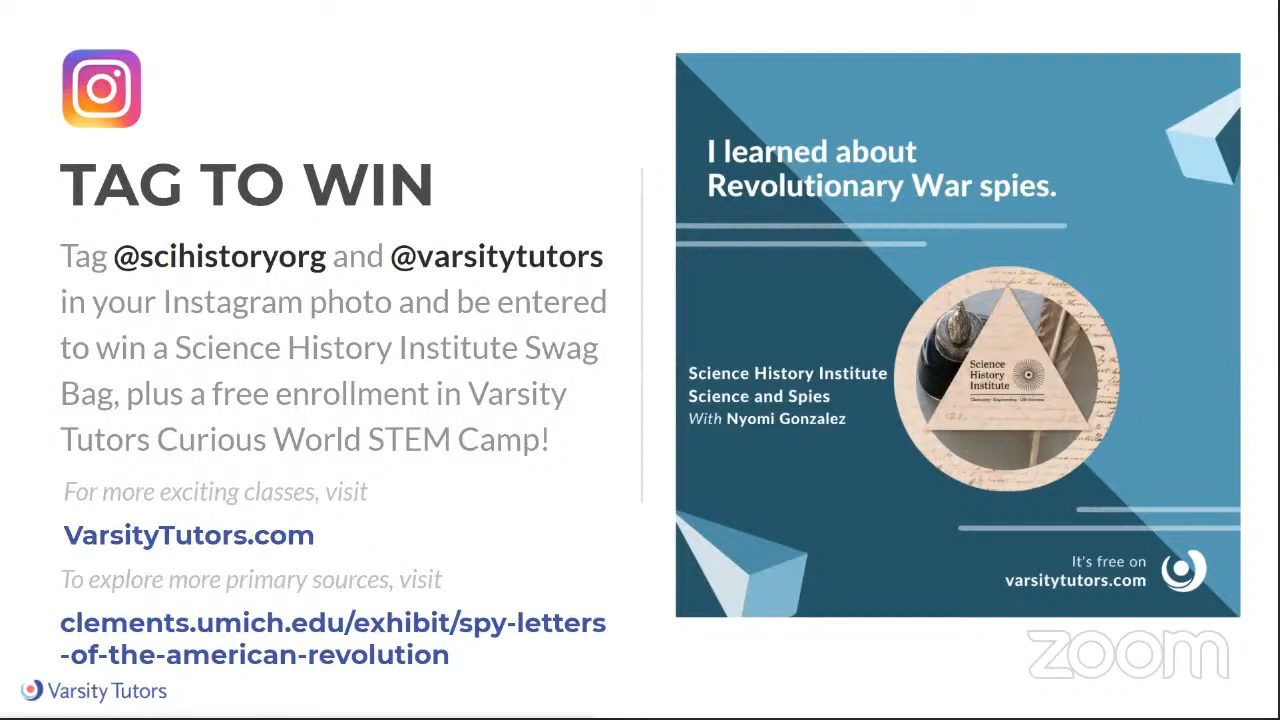 TAG TO WIN
Tag @scihistoryorg and @varsitytutors
in your Instagram photo and be entered
to win a Science History Institute Swag
Bag, plus a free enrollment in Varsity
Tutors Curious World STEM Camp!
For more exciting classes, visit
VarsityTutors.com
To explore more primary sources, visit
clements.umich.edu/exhibit/spy-letters
-of-the-american-revolution
Varsity Tutors
I learned about
Revolutionary War spies.
Science History Institute
Science and Spies
With Nyomi Gonzalez
Science
History
Institute
Chemistry · Engineering · Life Sciences
It's free on
varsitytutors.com
zoom